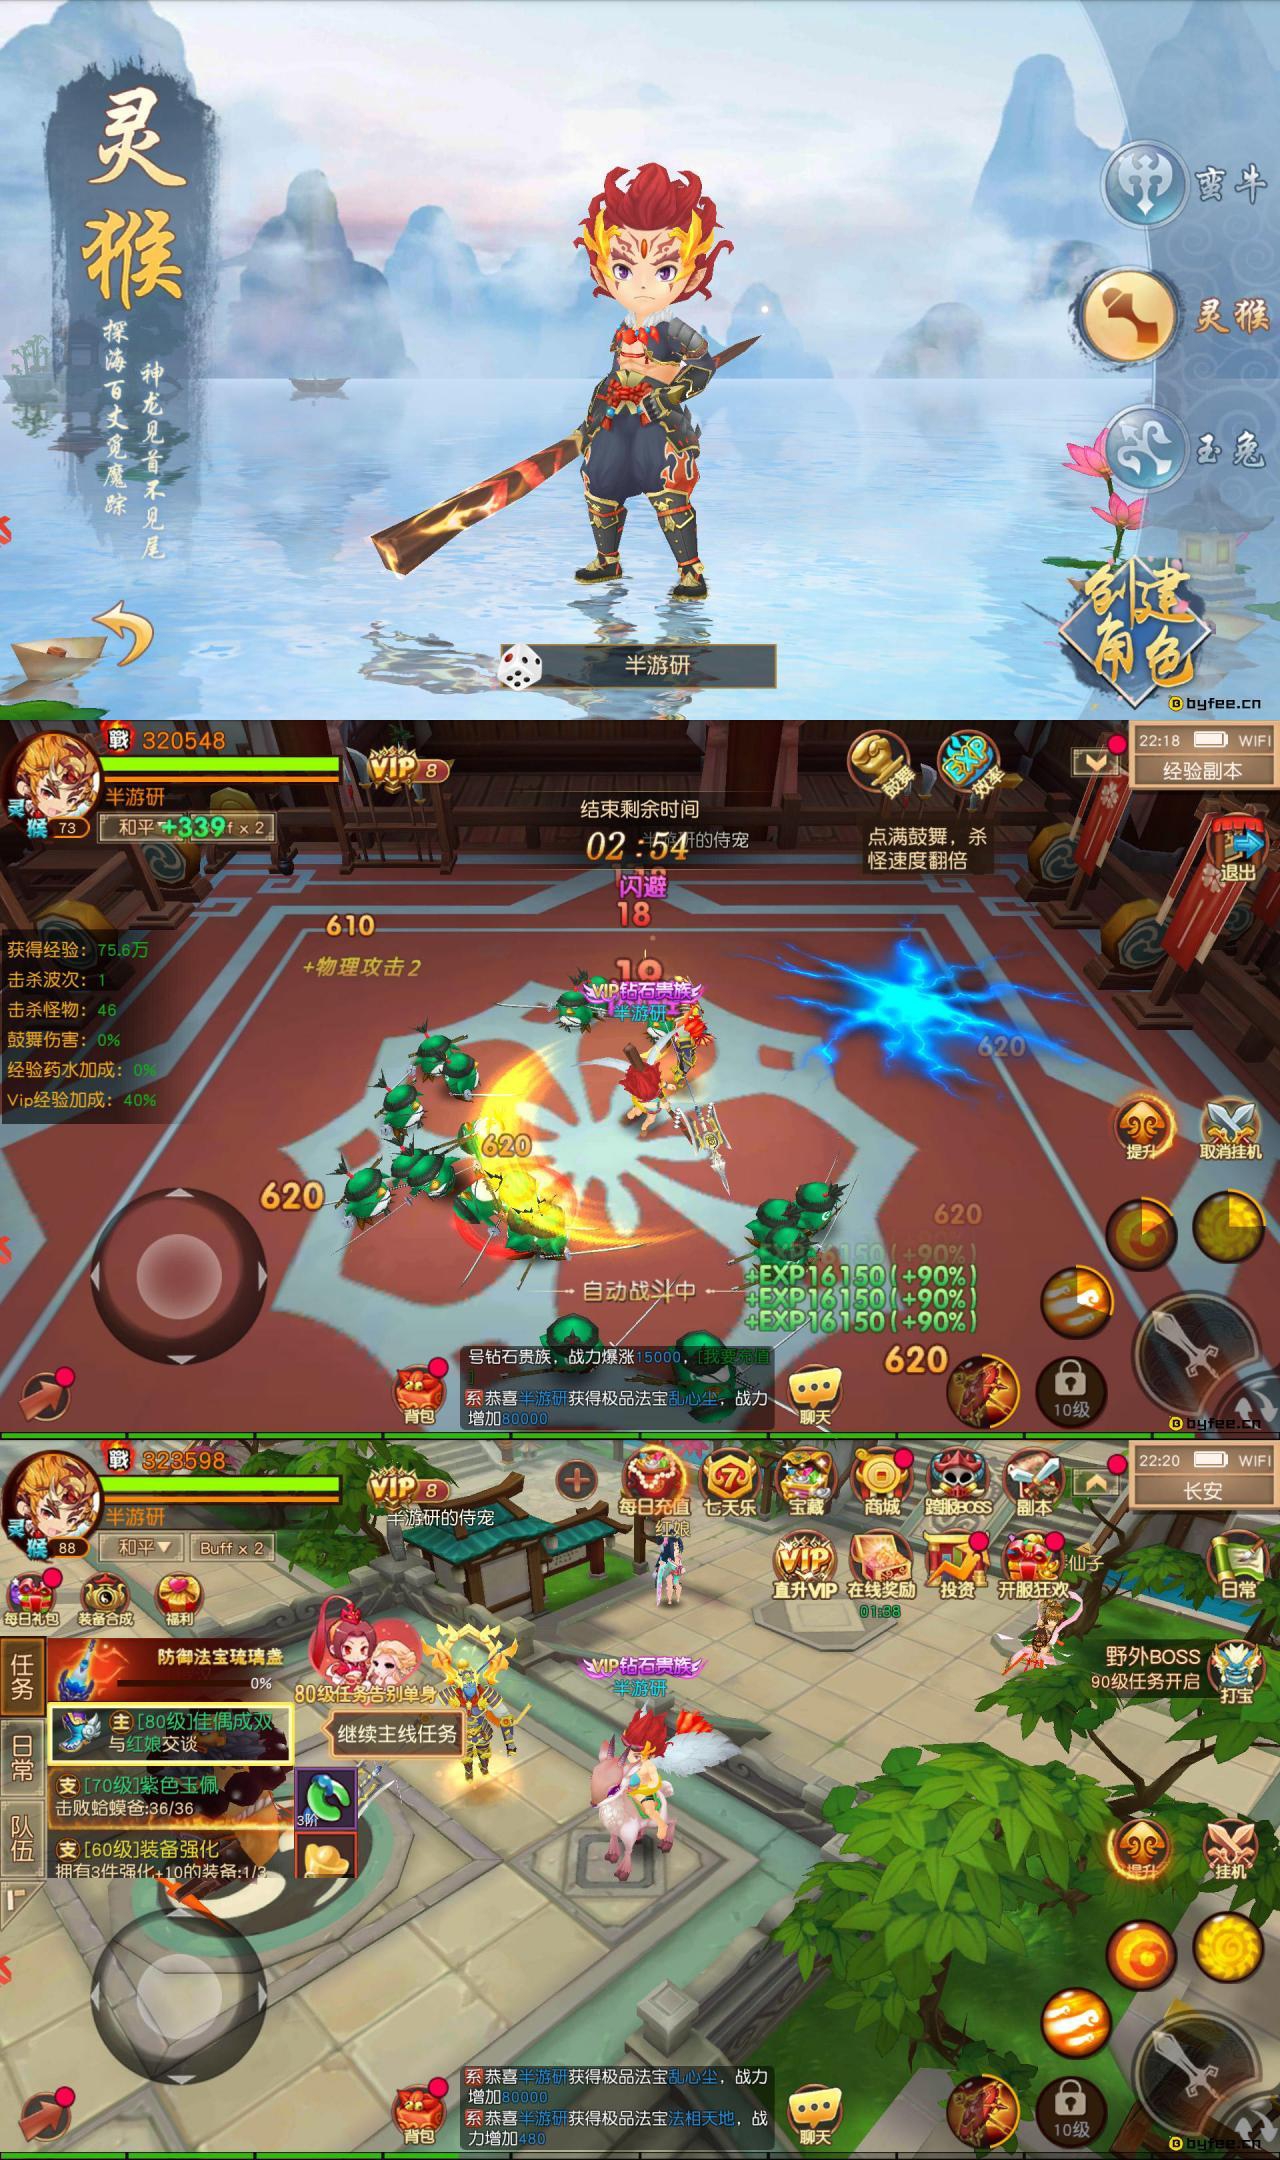 灵猴
探海百丈觅魔踪
神龙见首不见尾
蛮牛
灵猴
玉兔
半游研
创建角色
byfee.cn
戰 320548
VIP 8
鼓舞
EXP 效率
22:18 WIFI
经验副本
半游研
灵猴 73
和平
+339
f x 2
结束剩余时间
02:54
的侍宠
点满鼓舞，杀
怪速度翻倍
退出
闪避
18
610
+物理攻击2
获得经验：75.6万
击杀波次：1
击杀怪物：46
鼓舞伤害：0%
经验药水加成：0%
Vip经验加成：40%
VIP钻石贵族
半游研
620
620
620
提升
取消挂机
620
自动战斗中
+EXP16150(+90%)
+EXP16150(+90%)
+EXP16150(+90%)
620
号钻石贵族，战力爆涨15000，[我要充值
]
系 恭喜半游研获得极品法宝乱心尘，战力
增加80000
背包
聊天
10级
byfee.cn
戰 323598
VIP 8
半游研
半游研的侍宠
灵猴 88
和平
Buff x 2
每日充值
七天乐
宝藏
商城
跨服BOSS
副本
22:20 WIFI
长安
红娘
直升VIP
在线奖励
01:38
投资
开服狂欢
仙子
日常
每日礼包
装备合成
福利
任务
日常
队伍
防御法宝琉璃盏
0%
80级任务告别单身
主 [80级]佳偶成双
与红娘交谈
继续主线任务
支 [70级]紫色玉佩
击败蛤蟆爸:36/36
3阶
支 [60级]装备强化
拥有3件强化+10的装备:1/3
VIP钻石贵族
半游研
野外BOSS
90级任务开启
打宝
提升
挂机
系 恭喜半游研获得极品法宝乱心尘，战力
增加80000
系 恭喜半游研获得极品法宝法相天地，战
力增加480
背包
聊天
10级
byfee.cn